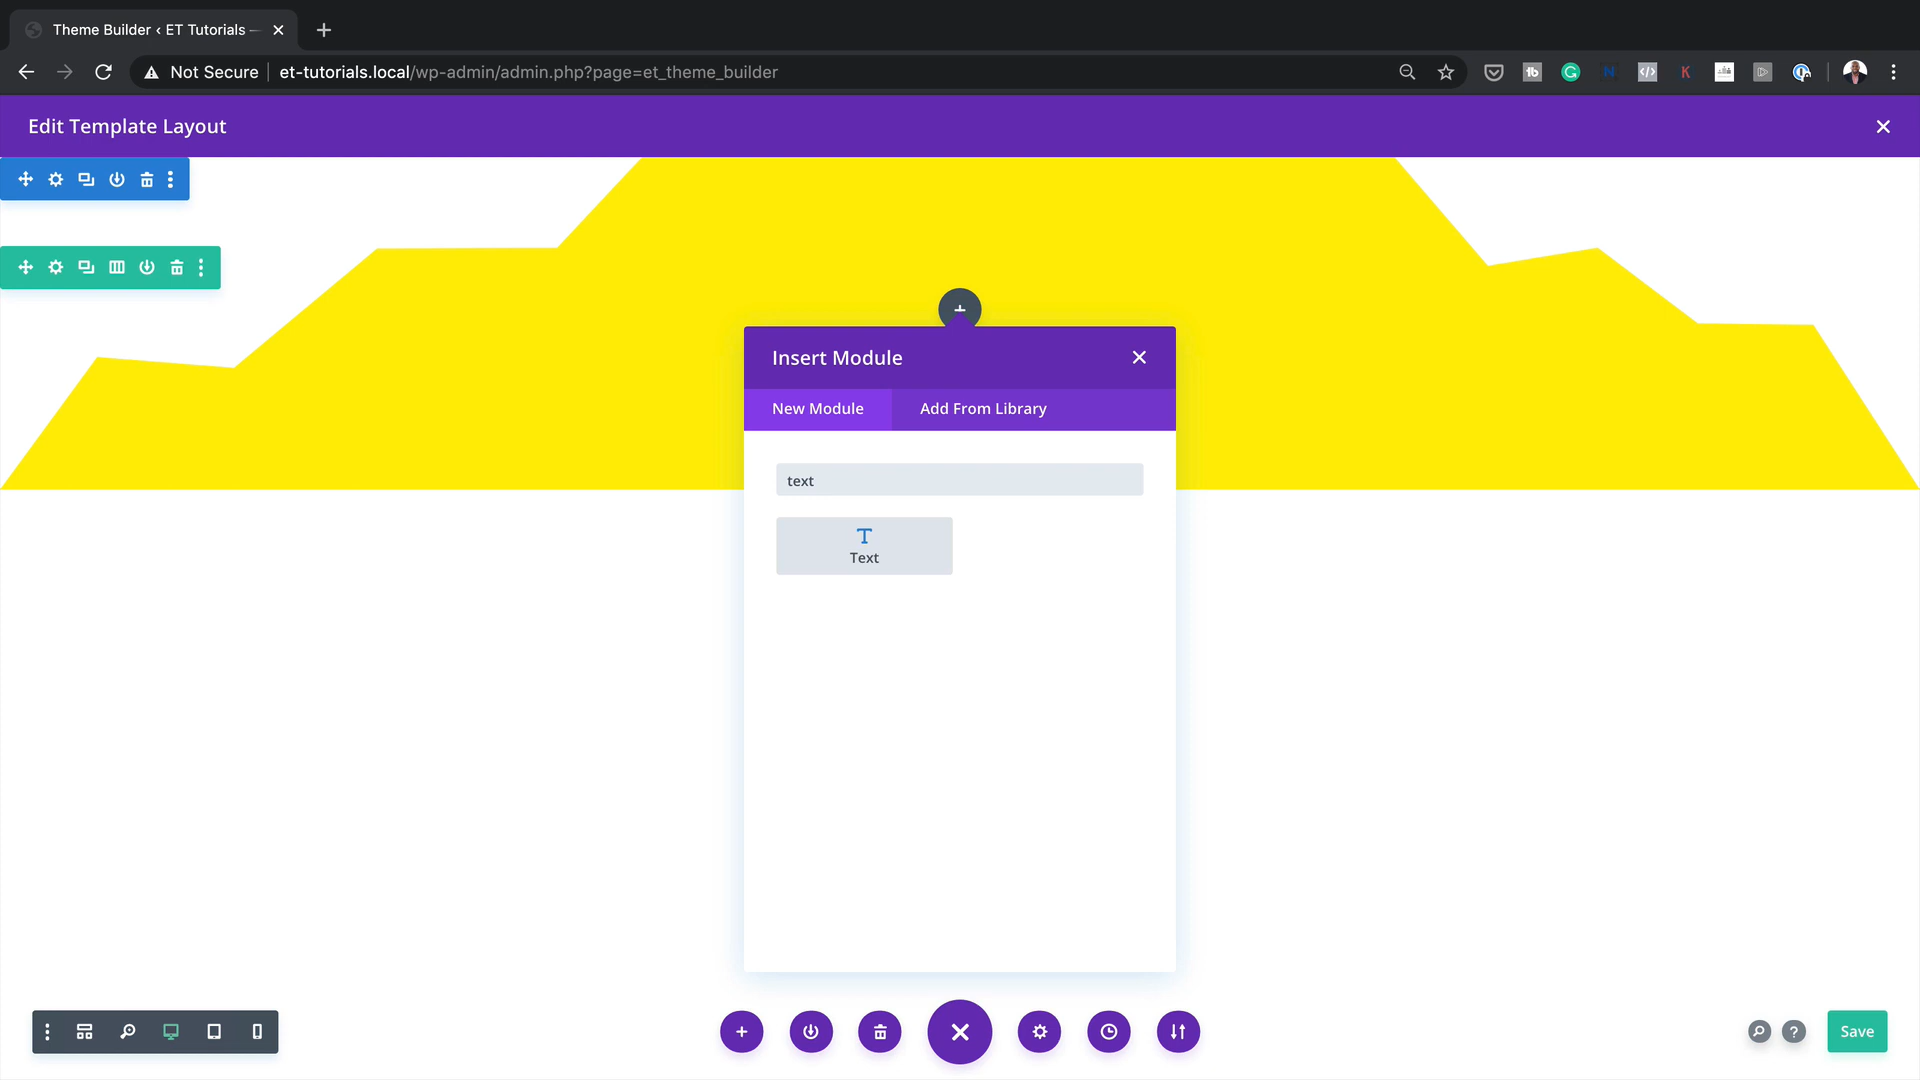 Theme Builder ‹ ET Tutorials —
Not Secure
et-tutorials.local/wp-admin/admin.php?page=et_theme_builder
Edit Template Layout
Insert Module
New Module
Add From Library
text
Text
Save